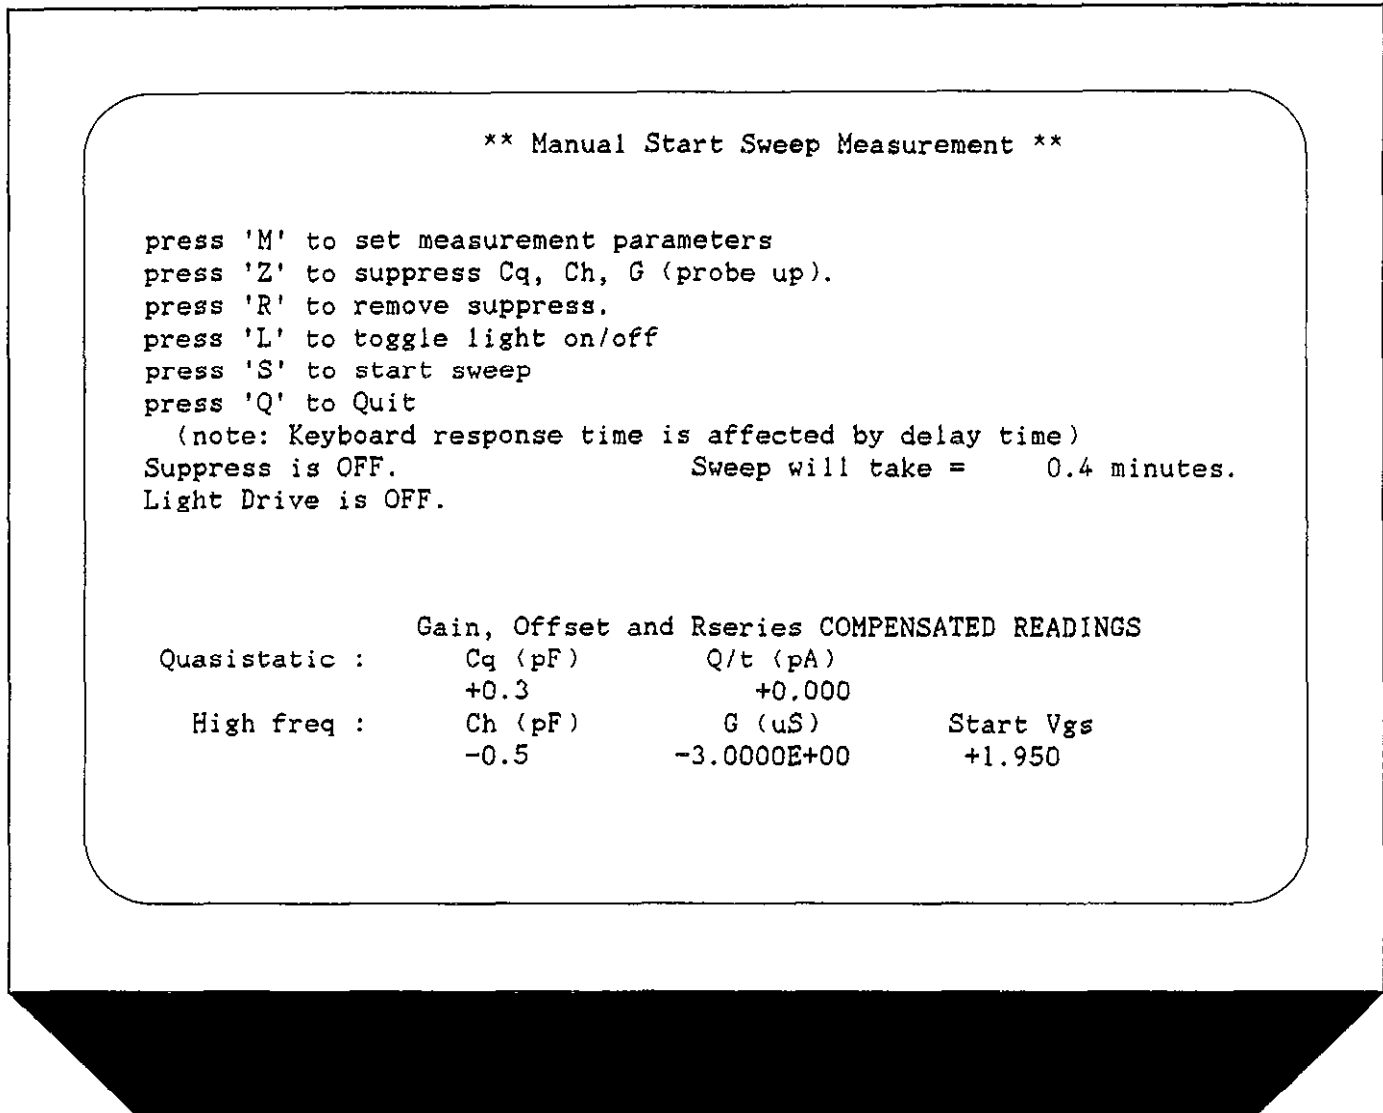 ** Manual Start Sweep Measurement **
press 'M' to set measurement parameters
press 'Z' to suppress Cq, Ch, G (probe up).
press 'R' to remove suppress.
press 'L' to toggle light on/off
press 'S' to start sweep
press 'Q' to Quit
(note: Keyboard response time is affected by delay time)
Suppress is OFF. Sweep will take = 0.4 minutes.
Light Drive is OFF.
Gain, Offset and Rseries COMPENSATED READINGS
Quasistatic : Cq (pF) Q/t (pA)
+0.3 +0.000
High freq : Ch (pF) G (uS) Start Vgs
-0.5 -3.0000E+00 +1.950